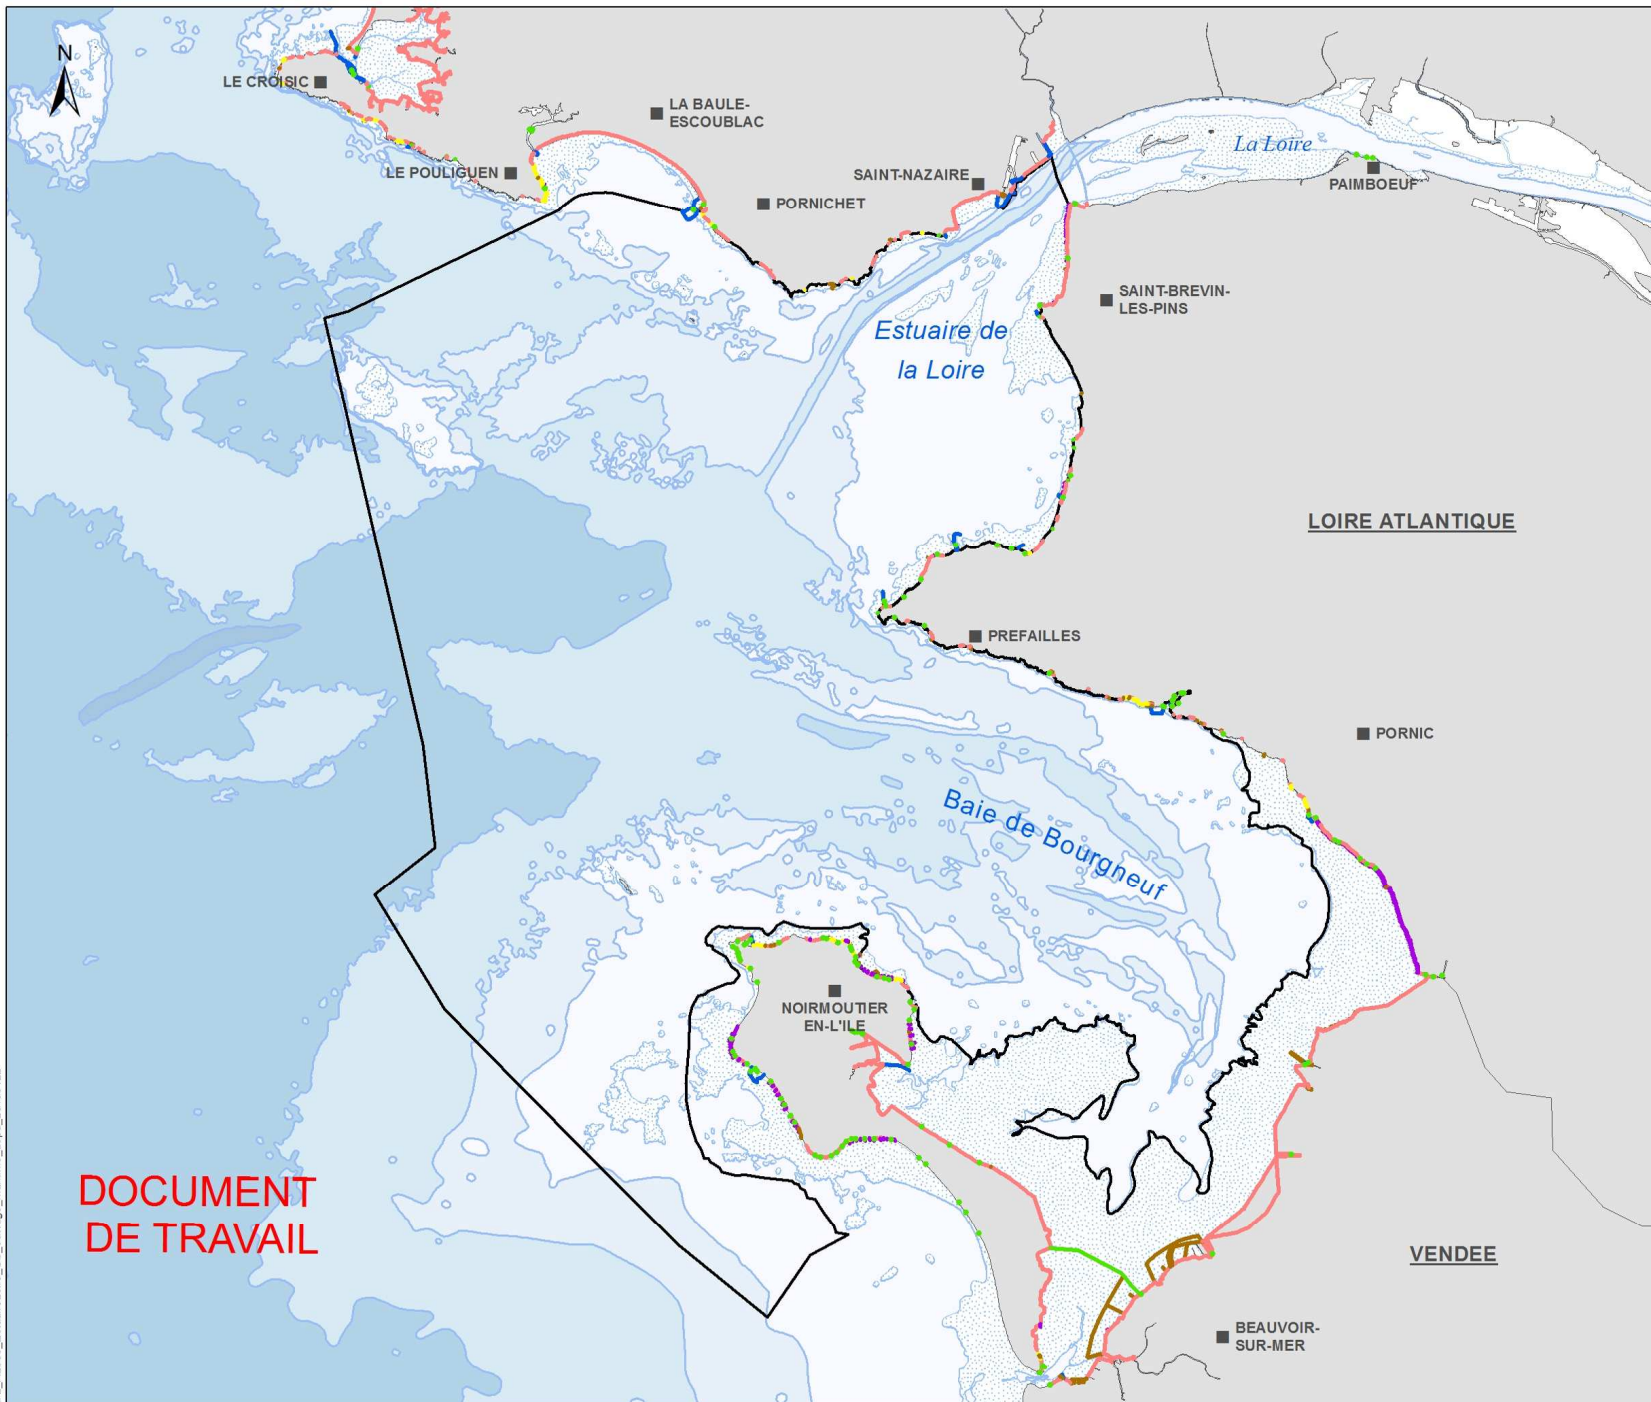 N
LE CROISIC
LA BAULE-
ESCOUBLAC
LE POULIGUEN
PORNICHET
SAINT-NAZAIRE
La Loire
PAIMBOEUF
SAINT-BREVIN-
LES-PINS
Estuaire de
la Loire
LOIRE ATLANTIQUE
PREFAILLES
PORNIC
Baie de Bourgneuf
NOIRMOUTIER
EN-L'ILE
DOCUMENT
DE TRAVAIL
VENDEE
BEAUVOIR-
SUR-MER